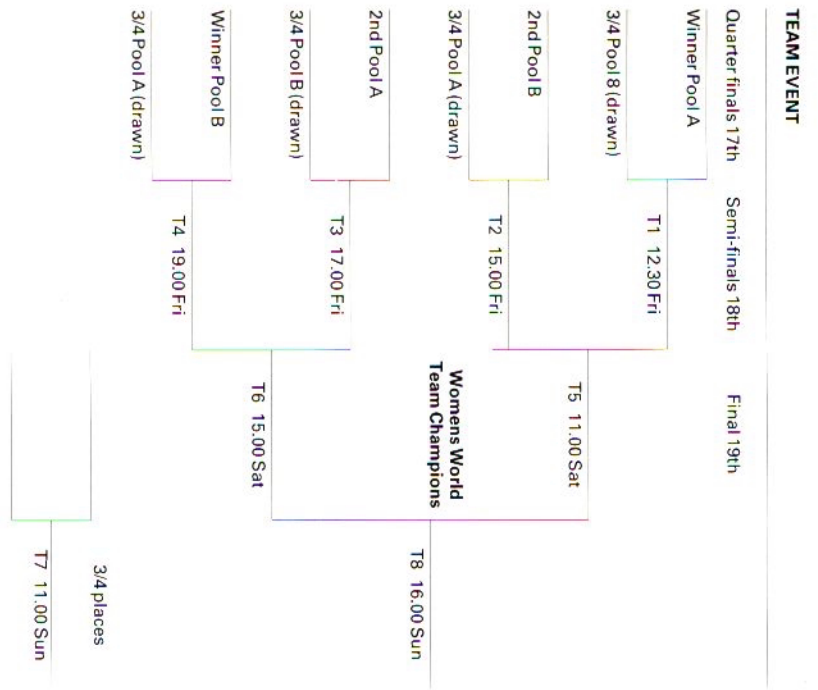 TEAM EVENT
Quarter finals 17th Semi-finals 18th Final 19th
Winner Pool A
T1 12.30 Fri
3/4 Pool 8 (drawn)
T5 11.00 Sat
2nd Pool B
T2 15.00 Fri
3/4 Pool A (drawn)
Womens World
Team Champions
T8 16.00 Sun
2nd Pool A
T3 17.00 Fri
3/4 Pool B (drawn)
T6 15.00 Sat
Winner Pool B
T4 19.00 Fri
3/4 Pool A (drawn)
3/4 places
T7 11.00 Sun